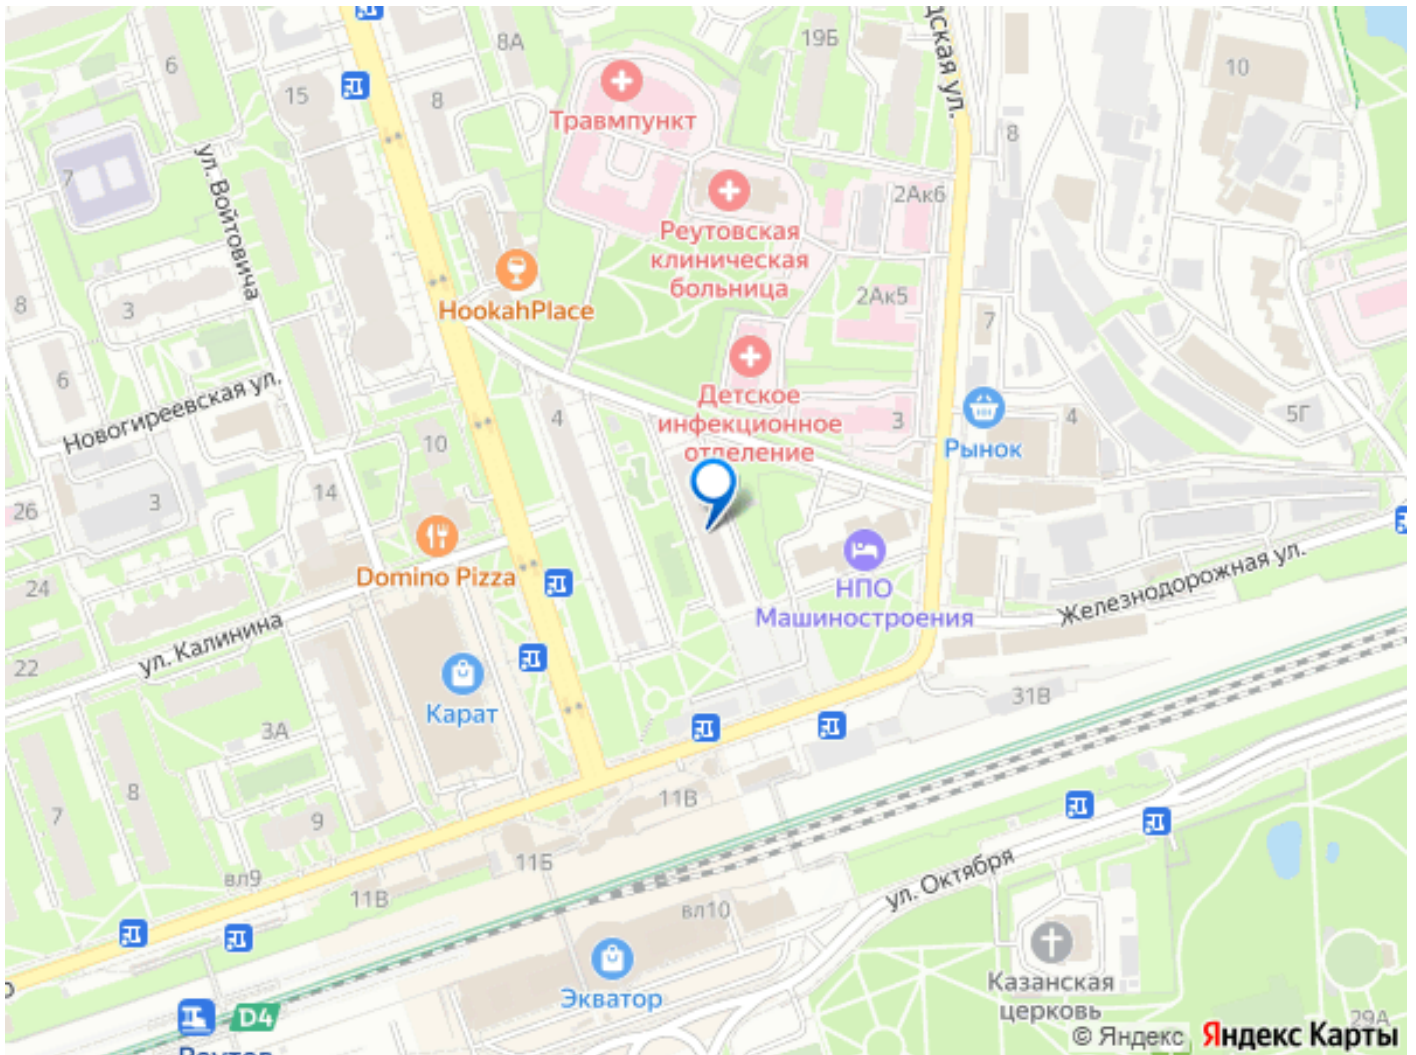 8А
19Б
дская ул.
6
15
8
10
Травмпункт
8
7
ул. Войтовича
2Ак6
Реутовская
клиническая
больница
8
3
HookahPlace
2Ак5
7
6
Новогиреевская ул.
4
Детское
инфекционное
отделение
3
Рынок
4
5Г
10
14
26
3
Domino Pizza
24
НПО
Машиностроения
Железнодорожная ул.
22
ул. Калинина
Карат
3А
31В
7
8
9
11В
11Б
вл9
11В
вл10
ул. Октября
Экватор
Казанская
церковь
29А
D4
© Яндекс Яндекс Карты